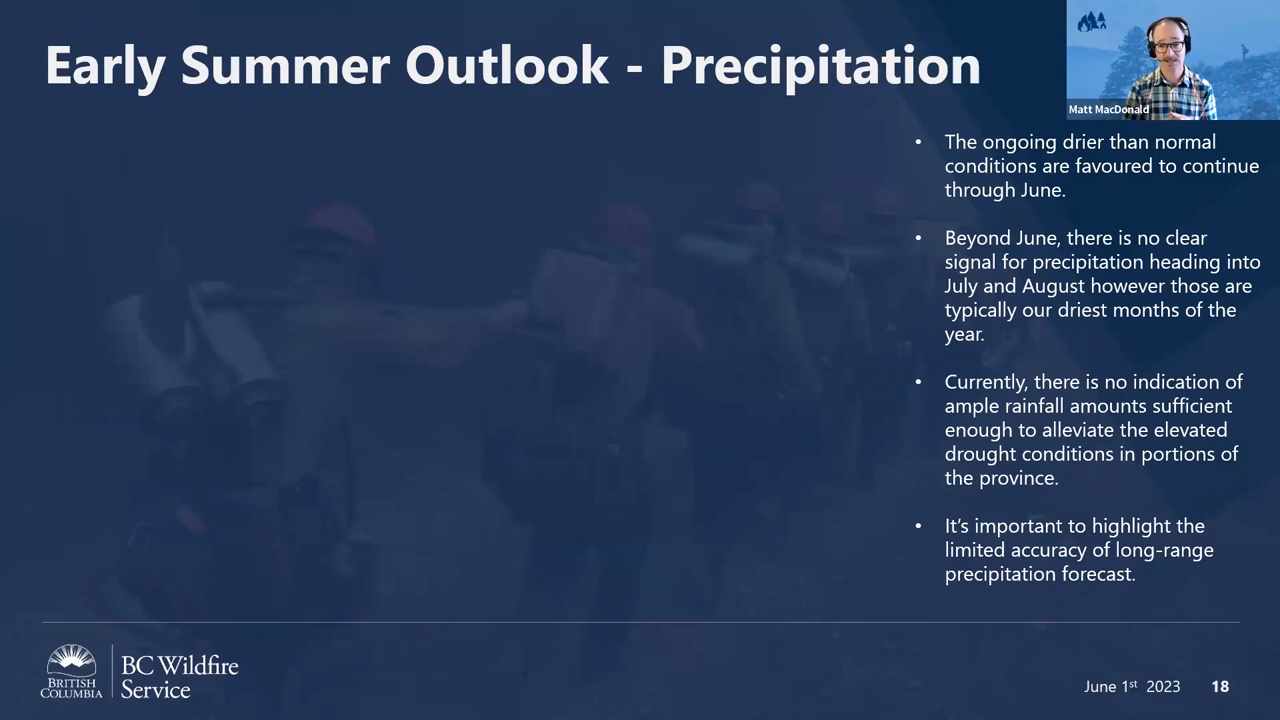 Early Summer Outlook - Precipitation
Matt MacDonald
• The ongoing drier than normal
conditions are favoured to continue
through June.
• Beyond June, there is no clear
signal for precipitation heading into
July and August however those are
typically our driest months of the
year.
• Currently, there is no indication of
ample rainfall amounts sufficient
enough to alleviate the elevated
drought conditions in portions of
the province.
• It's important to highlight the
limited accuracy of long-range
precipitation forecast.
BRITISH
COLUMBIA
BC Wildfire
Service
June 1st 2023
18